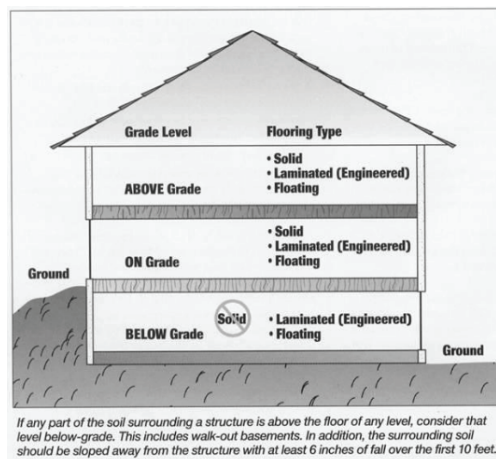 Grade Level Flooring Type
• Solid
• Laminated (Engineered)
ABOVE Grade • Floating
• Solid
• Laminated (Engineered)
ON Grade • Floating
Ground
Solid • Laminated (Engineered)
BELOW Grade • Floating
Ground
If any part of the soil surrounding a structure is above the floor of any level, consider that
level below-grade. This includes walk-out basements. In addition, the surrounding soil
should be sloped away from the structure with at least 6 inches of fall over the first 10 feet.